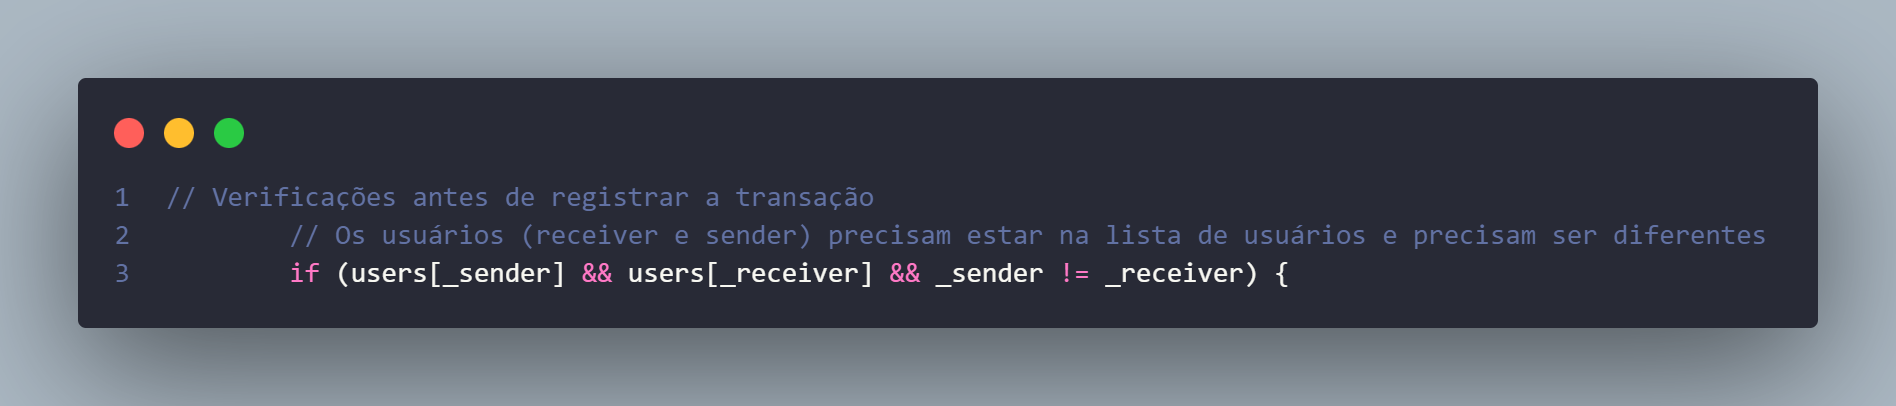 1 // Verificações antes de registrar a transação
2 // Os usuários (receiver e sender) precisam estar na lista de usuários e precisam ser diferentes
3 if (users[_sender] && users[_receiver] && _sender != _receiver) {